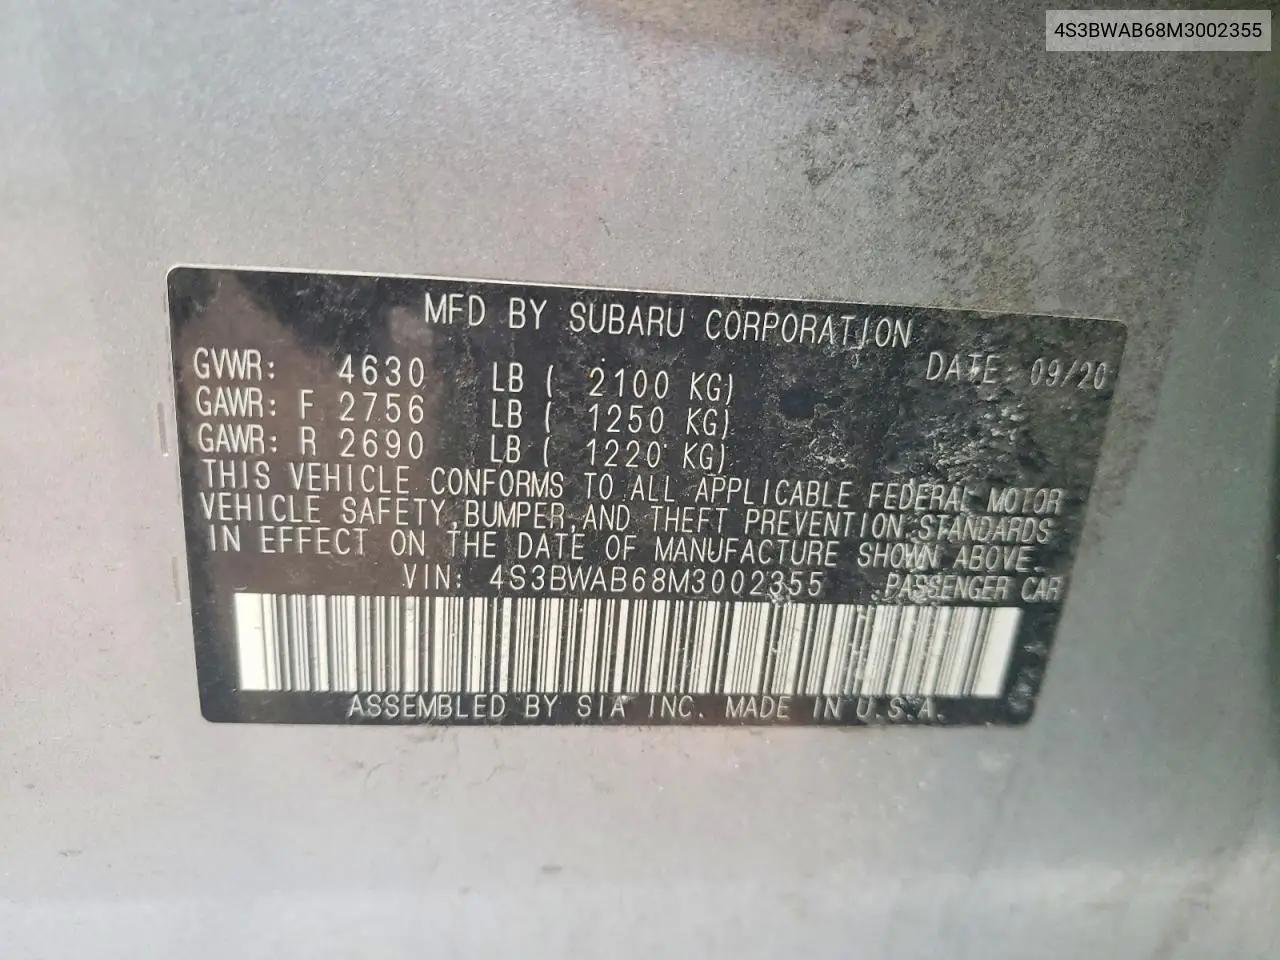 4S3BWAB68M3002355
MFD BY SUBARU CORPORATION
GVWR: 4630 LB ( 2100 KG) DATE: 09/20
GAWR: F 2756 LB ( 1250 KG)
GAWR: R 2690 LB ( 1220 KG)
THIS VEHICLE CONFORMS TO ALL APPLICABLE FEDERAL MOTOR
VEHICLE SAFETY, BUMPER, AND THEFT PREVENTION STANDARDS
IN EFFECT ON THE DATE OF MANUFACTURE SHOWN ABOVE.
VIN: 4S3BWAB68M3002355 PASSENGER CAR
ASSEMBLED BY SIA INC. MADE IN U.S.A.